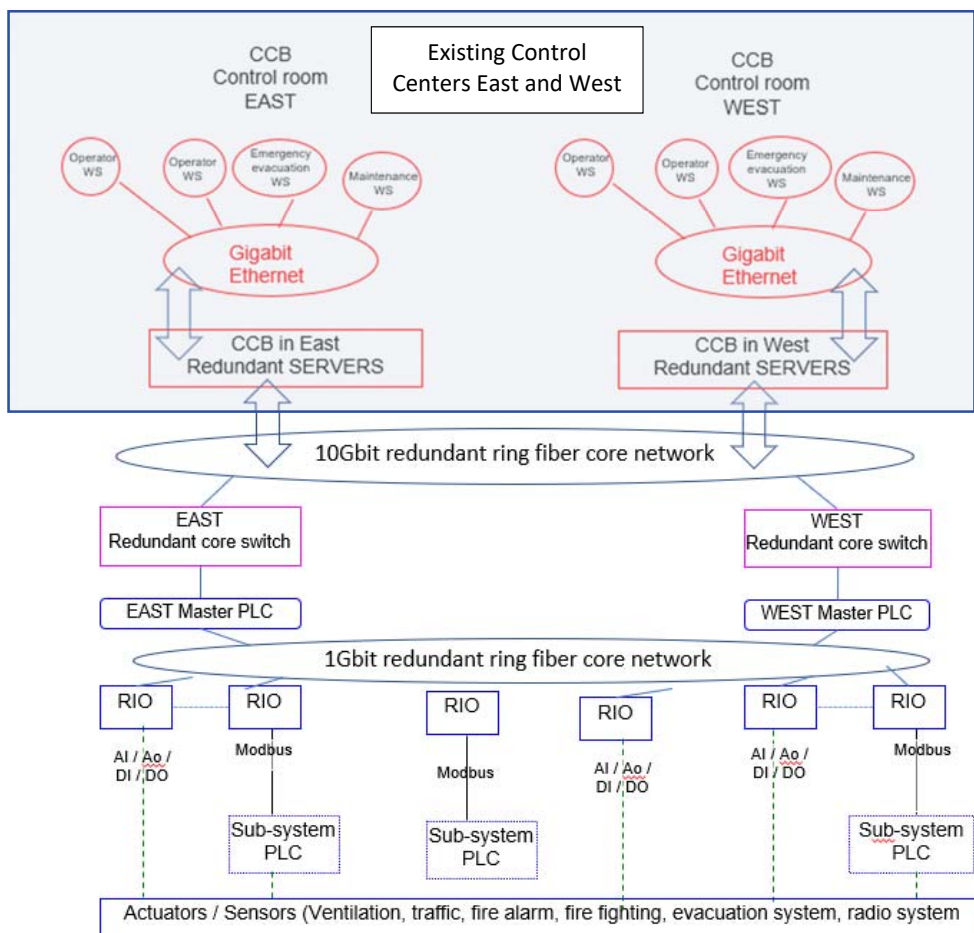 CCB
Control room
EAST
Existing Control
Centers East and West
CCB
Control room
WEST
Operator
WS
Operator
WS
Emergency
evacuation
WS
Maintenance
WS
Operator
WS
Operator
WS
Emergency
evacuation
WS
Maintenance
WS
Gigabit
Ethernet
Gigabit
Ethernet
CCB in East
Redundant SERVERS
CCB in West
Redundant SERVERS
10Gbit redundant ring fiber core network
EAST
Redundant core switch
WEST
Redundant core switch
EAST Master PLC
WEST Master PLC
1Gbit redundant ring fiber core network
RIO
RIO
RIO
RIO
RIO
RIO
AI / Ao /
DI / DO
Modbus
Modbus
AI / Ao /
DI / DO
AI / Ao /
DI / DO
Modbus
Sub-system
PLC
Sub-system
PLC
Sub-system
PLC
Actuators / Sensors (Ventilation, traffic, fire alarm, fire fighting, evacuation system, radio system